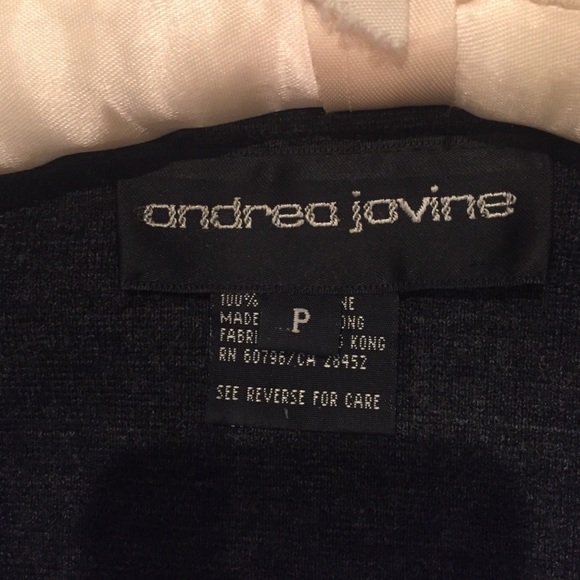 andrea jovine
P
100% NE
MADE ONG
FABRI KONG
RN 60796/CA 28452
SEE REVERSE FOR CARE